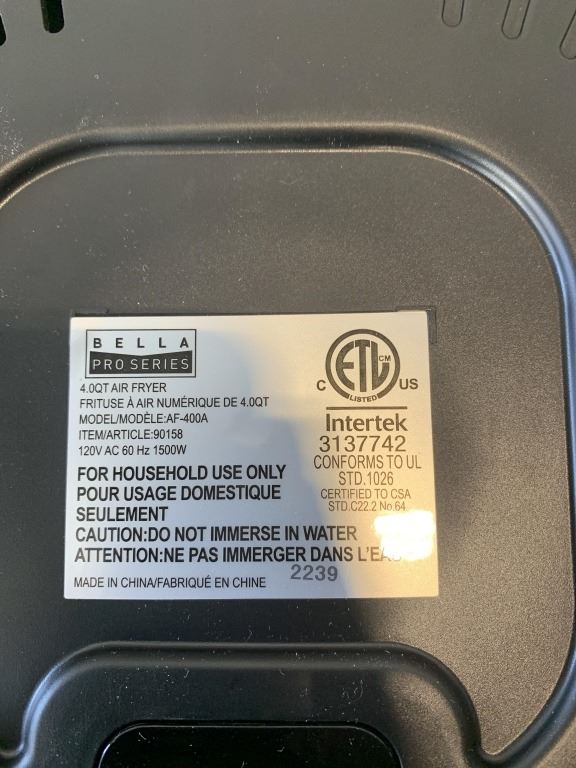 BELLA
PRO SERIES
4.0QT AIR FRYER
FRITUSE À AIR NUMÉRIQUE DE 4.0QT
MODEL/MODÈLE:AF-400A
ITEM/ARTICLE:90158
120V AC 60 Hz 1500W
FOR HOUSEHOLD USE ONLY
POUR USAGE DOMESTIQUE
SEULEMENT
CAUTION:DO NOT IMMERSE IN WATER
ATTENTION:NE PAS IMMERGER DANS
MADE IN CHINA/FABRIQUÉ EN CHINE
2239
C ETL CM US
LISTED
Intertek
3137742
CONFORMS TO UL
STD.1026
CERTIFIED TO CSA
STD.C22.2 No.64